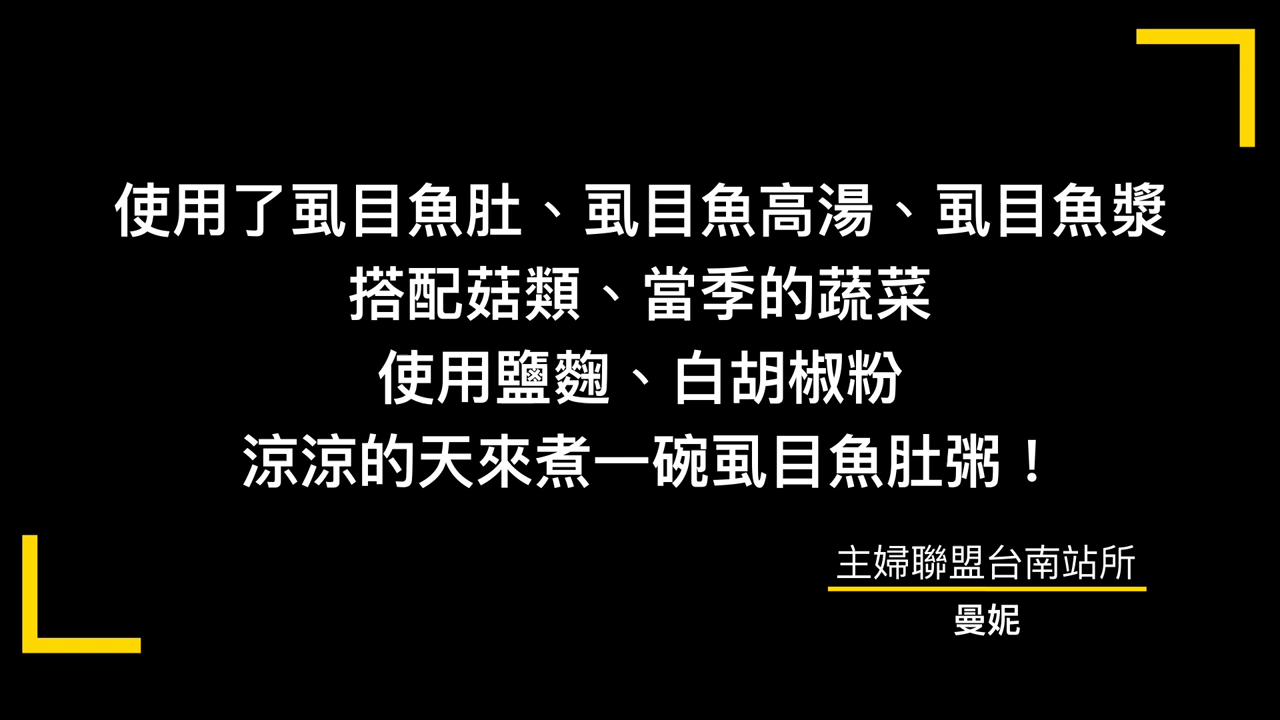 使用了虱目魚肚、虱目魚高湯、虱目魚漿
搭配菇類、當季的蔬菜
使用鹽麴、白胡椒粉
涼涼的天來煮一碗虱目魚肚粥！
主婦聯盟台南站所
曼妮